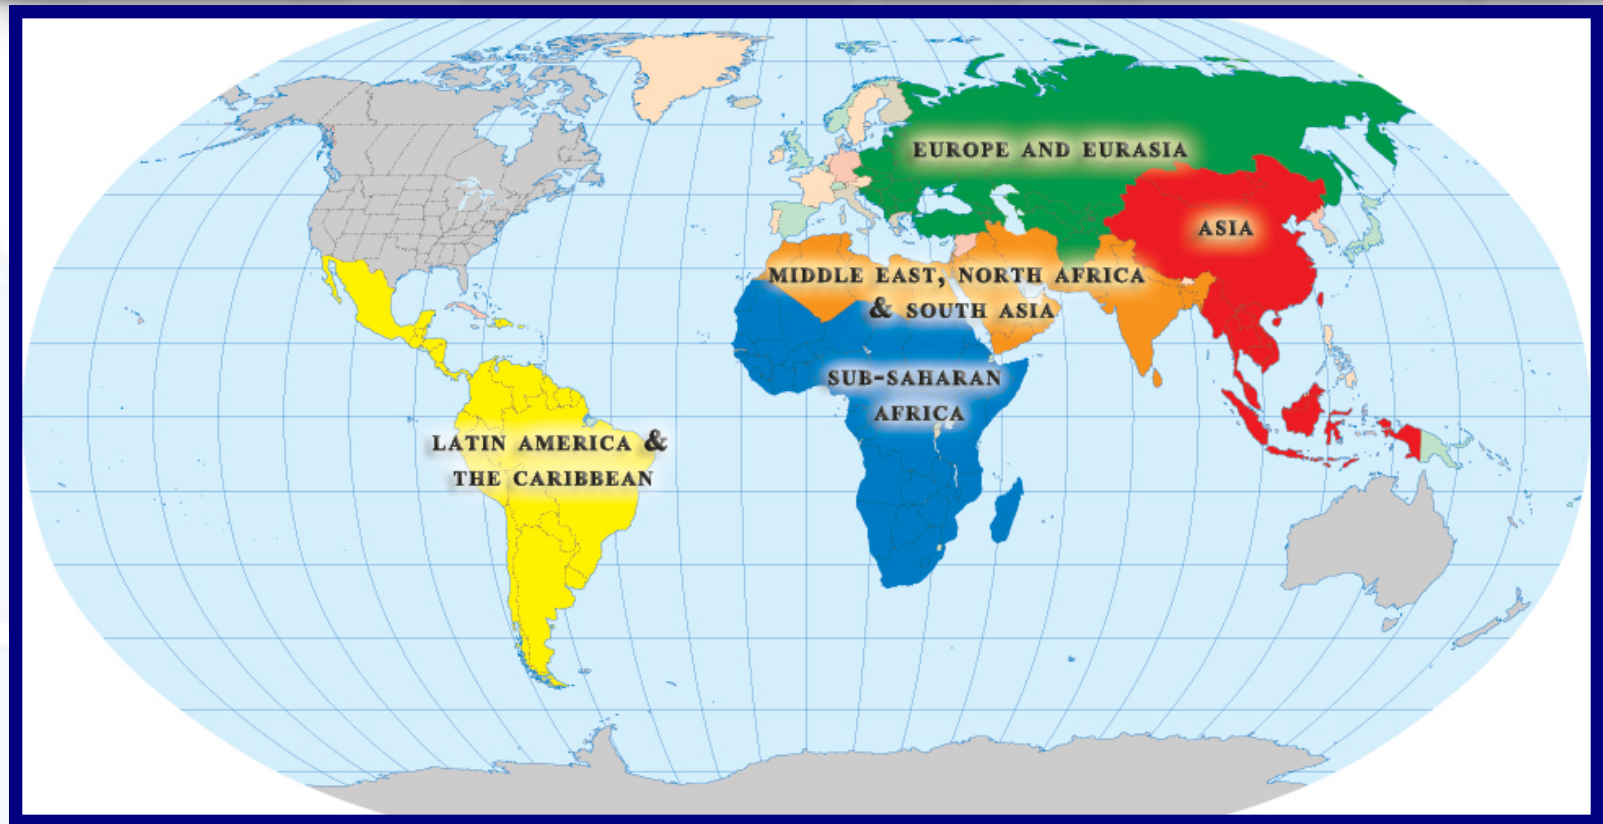 EUROPE AND EURASIA
ASIA
MIDDLE EAST, NORTH AFRICA
& SOUTH ASIA
SUB-SAHARAN
AFRICA
LATIN AMERICA &
THE CARIBBEAN